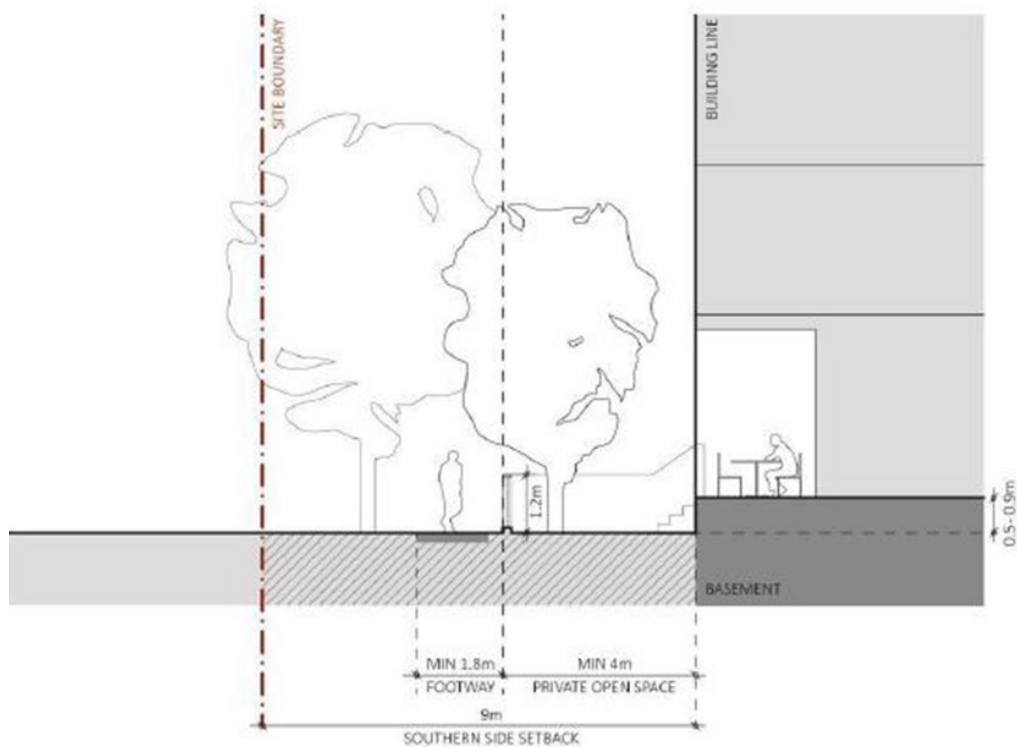 SITE BOUNDARY
BUILDING LINE
1.2m
0.5-0.9m
BASEMENT
MIN 1.8m
MIN 4m
FOOTWAY
PRIVATE OPEN SPACE
9m
SOUTHERN SIDE SETBACK